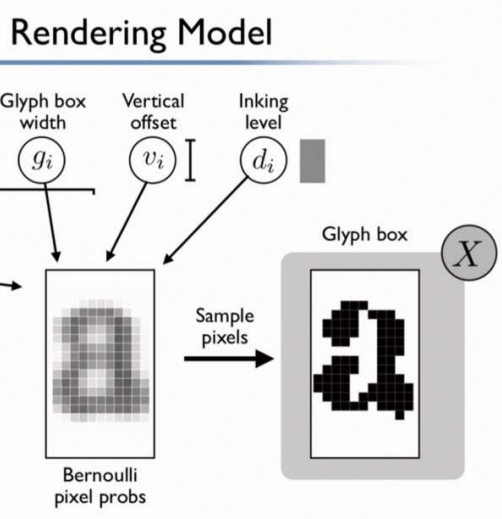 Rendering Model
Glyph box
width
Vertical
offset
Inking
level
gᵢ
vᵢ
dᵢ
Glyph box
X
a
Sample
pixels
a
Bernoulli
pixel probs